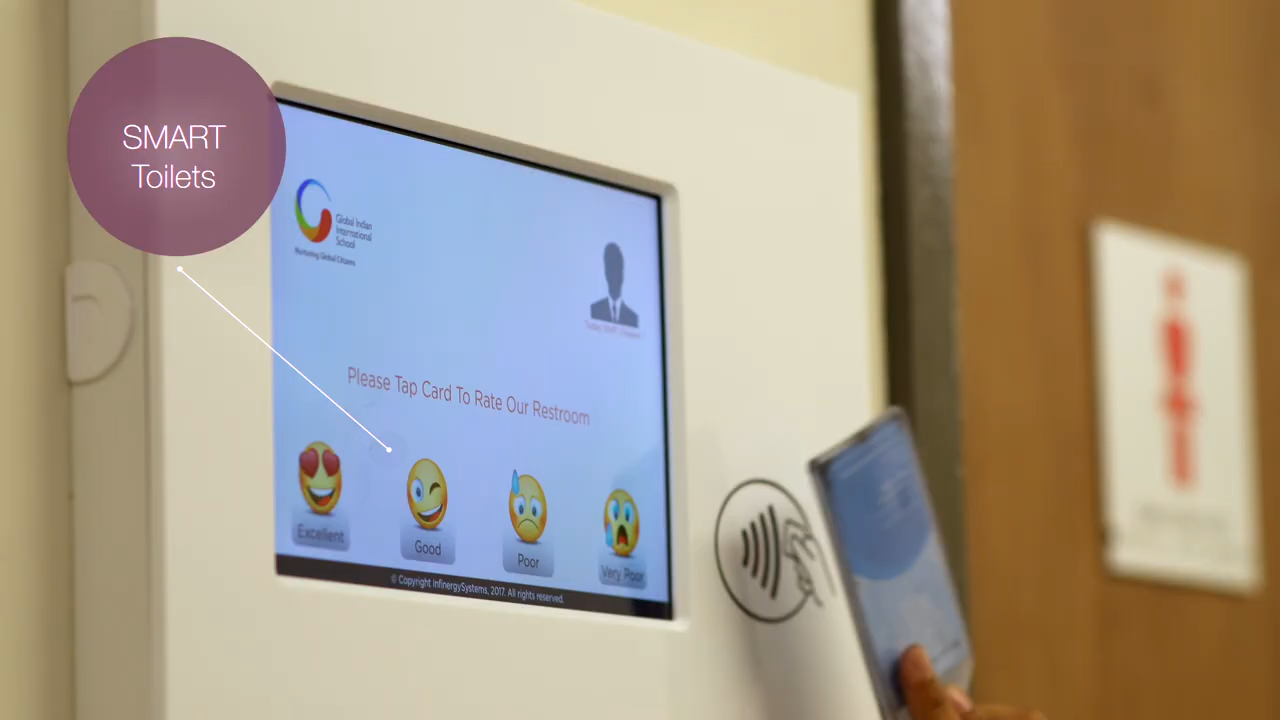 SMART
Toilets
Global Indian
International
School
Nurturing Global Citizens
Please Tap Card To Rate Our Restroom
Excellent
Good
Poor
Very Poor
© Copyright InfinergySystems, 2017. All rights reserved.